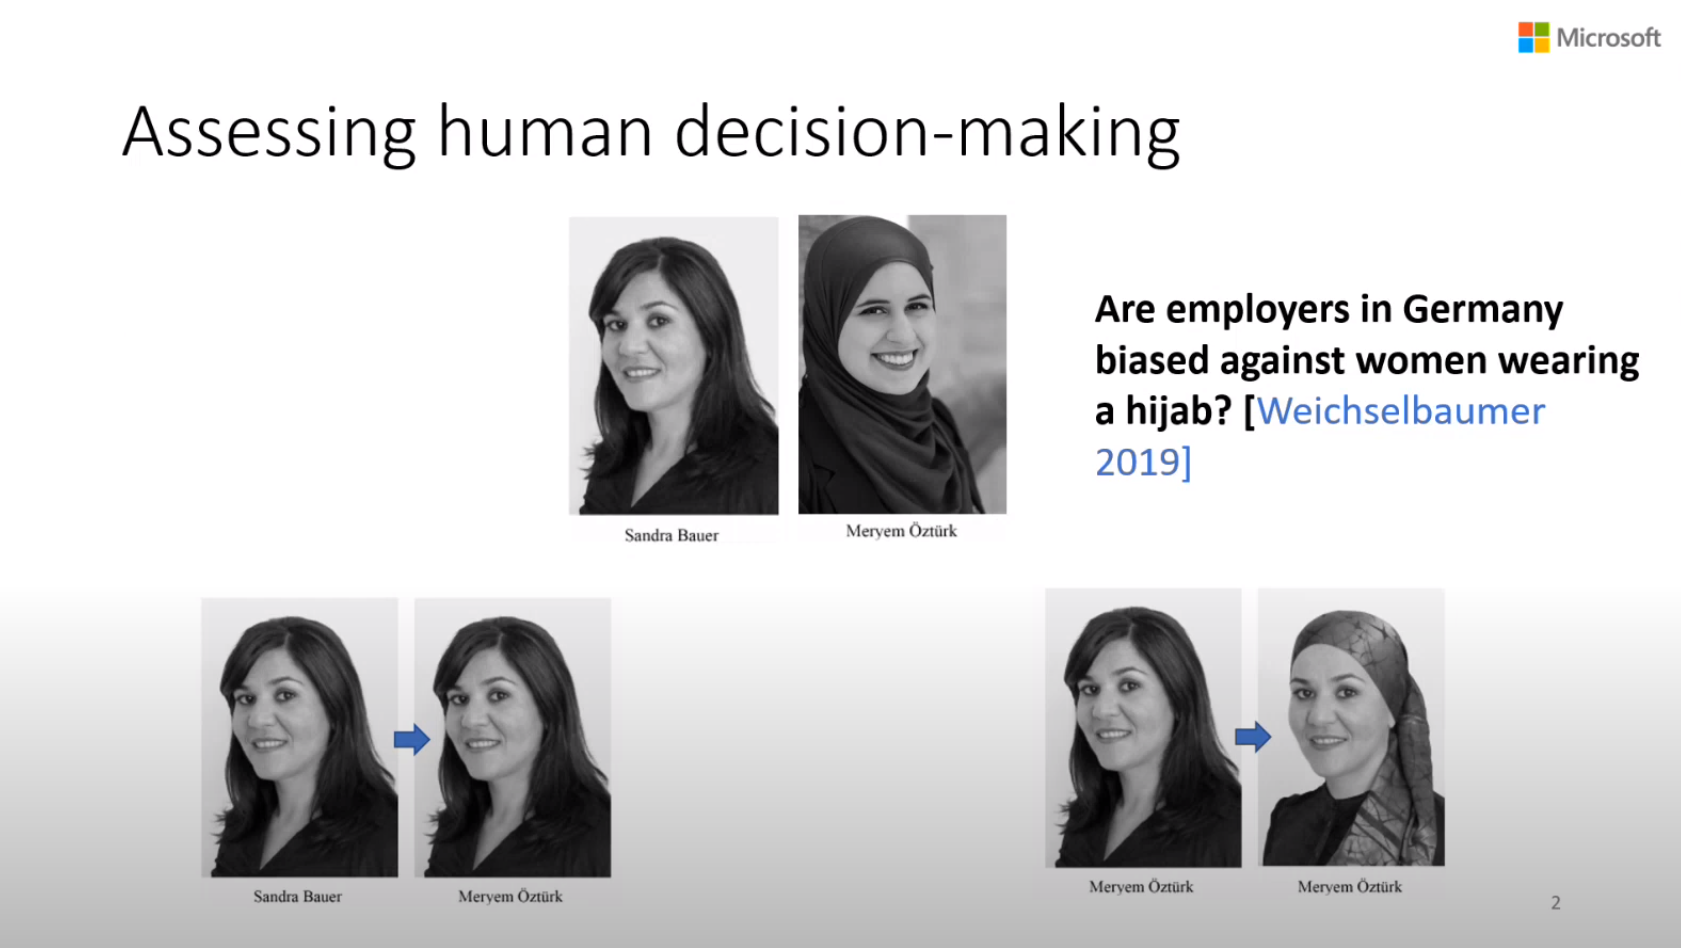 Microsoft
Assessing human decision-making
Are employers in Germany
biased against women wearing
a hijab? [Weichselbaumer
2019]
Sandra Bauer
Meryem Öztürk
Sandra Bauer
Meryem Öztürk
Meryem Öztürk
Meryem Öztürk
2